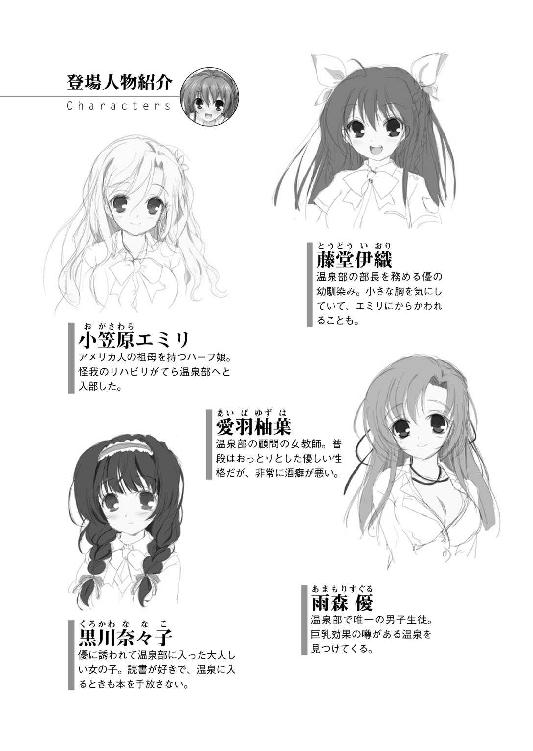 登場人物紹介
Characters
とうどう い おり
藤堂伊織
温泉部の部長を務める優の
幼馴染み。小さな胸を気にし
ていて、エミリにからかわれ
ることも。
お がさわら
小笠原エミリ
アメリカ人の祖母を持つハーフ娘。
怪我のリハビリがてら温泉部へと
入部した。
あい ば ゆず は
愛羽柚葉
温泉部の顧問の女教師。普
段はおっとりとした優しい性
格だが、非常に酒癖が悪い。
くろかわ な な こ
黒川奈々子
優に誘われて温泉部に入った大人し
い女の子。読書が好きで、温泉に入
るときも本を手放さない。
あまもりすぐる
雨森 優
温泉部で唯一の男子生徒。
巨乳効果の噂がある温泉を
見つけてくる。